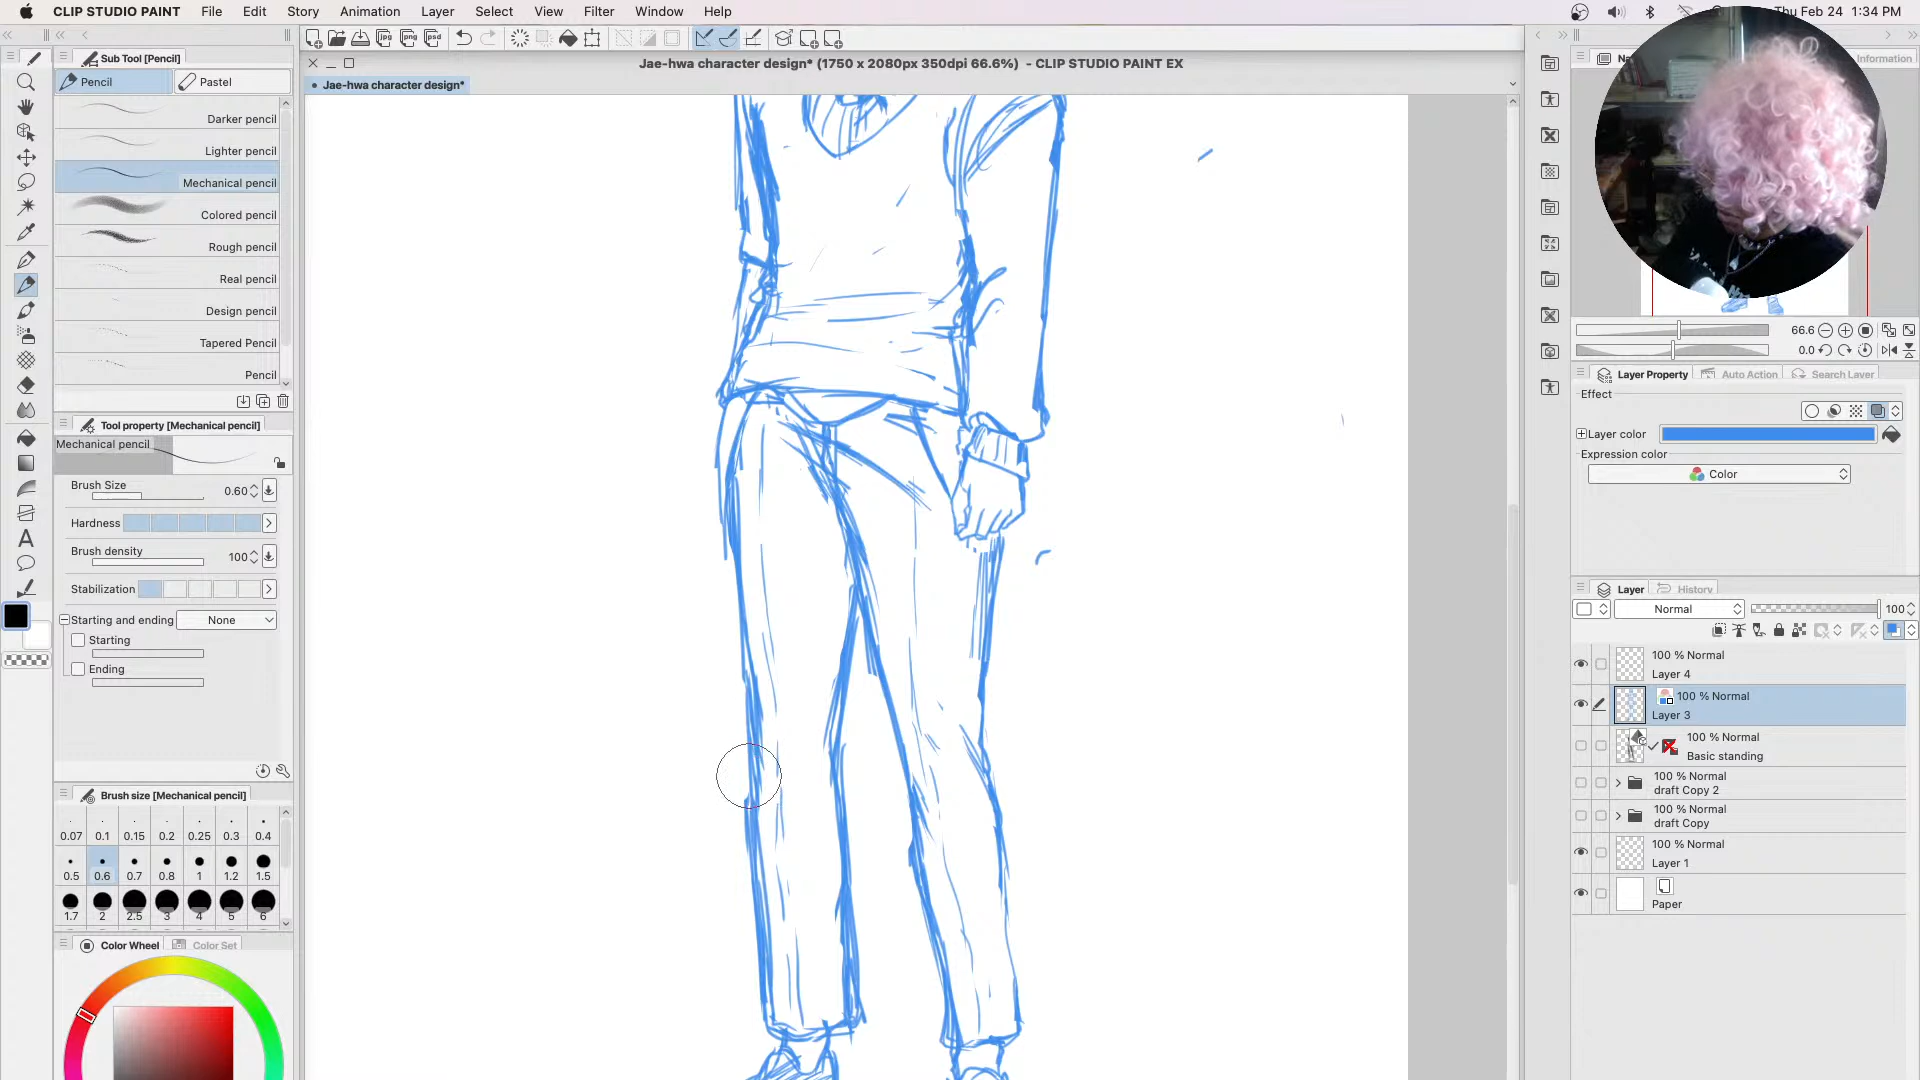 CLIP STUDIO PAINT File Edit Story Animation Layer Select View Filter Window Help
Thu Feb 24 1:34 PM
Sub Tool [Pencil]
Pencil Pastel
Darker pencil
Lighter pencil
Mechanical pencil
Colored pencil
Rough pencil
Real pencil
Design pencil
Tapered Pencil
Pencil
Tool property [Mechanical pencil]
Mechanical pencil
Brush Size 0.60
Hardness
Brush density 100
Stabilization
Starting and ending None
Starting
Ending
Brush size [Mechanical pencil]
0.07 0.1 0.15 0.2 0.25 0.3 0.4
0.5 0.6 0.7 0.8 1 1.2 1.5
1.7 2 2.5 3 4 5 6
Color Wheel Color Set
Jae-hwa character design* (1750 x 2080px 350dpi 66.6%) - CLIP STUDIO PAINT EX
Jae-hwa character design*
Information
66.6
0.0
Layer Property Auto Action Search Layer
Effect
Layer color
Expression color
Color
Layer History
Normal 100
100 % Normal
Layer 4
100 % Normal
Layer 3
100 % Normal
Basic standing
100 % Normal
draft Copy 2
100 % Normal
draft Copy
100 % Normal
Layer 1
Paper